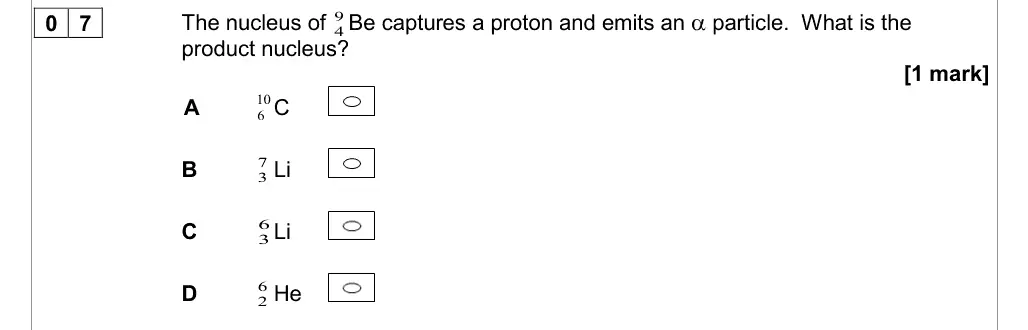 0 7 The nucleus of ⁹₄Be captures a proton and emits an α particle. What is the
product nucleus?
[1 mark]
A ¹⁰₆C
B ⁷₃Li
C ⁶₃Li
D ⁶₂He